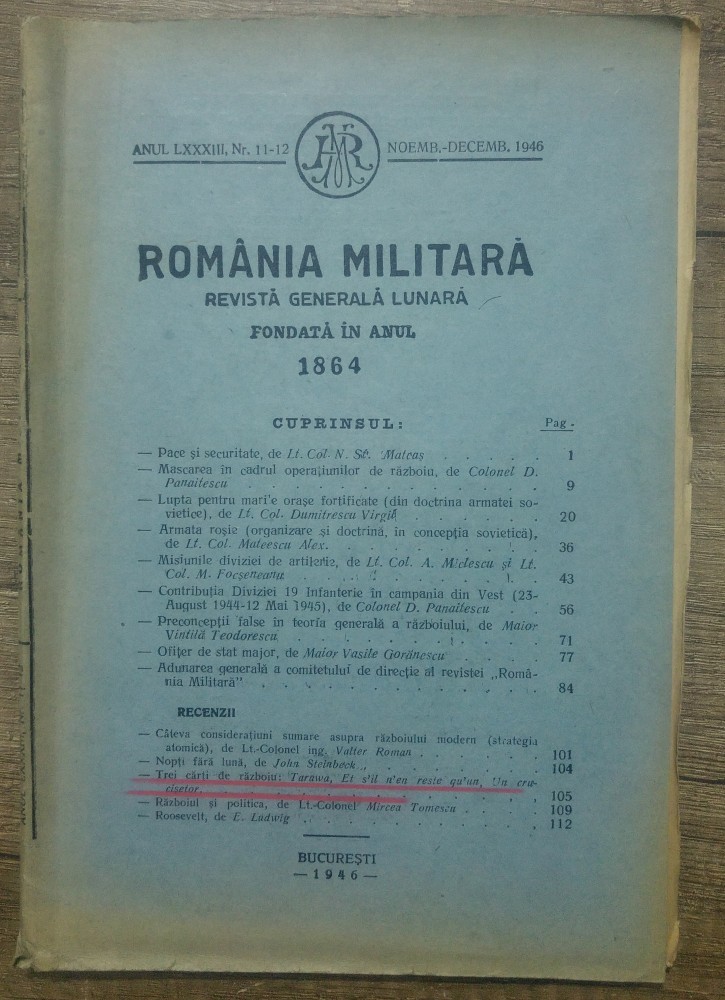 ANUL LXXXIII, Nr. 11-12
NOEMB.-DECEMB. 1946
ROMÂNIA MILITARĂ
REVISTĂ GENERALĂ LUNARĂ
FONDATĂ ÎN ANUL
1864
CUPRINSUL: Pag.
— Pace și securitate, de Lt. Col. N. St. Matcaș . . . . . 1
— Mascarea în cadrul operațiunilor de războiu, de Colonel D.
Panaitescu . . . . . . . . . . 9
— Lupta pentru mari'e orașe fortificate (din doctrina armatei so-
vietice), de Lt. Col. Dumitrescu Virgil . . . . . 20
— Armata roșie (organizare și doctrină, în concepția sovietică),
de Lt. Col. Mateescu Alex. . . . . . . . 36
— Misiunile diviziei de artilerie, de Lt. Col. A. Miclescu și Lt.
Col. M. Focșeneanu . . . . . . . . 43
— Contribuția Diviziei 19 Infanterie în campania din Vest (23-
August 1944-12 Mai 1945), de Colonel D. Panaitescu . . 56
— Preconcepții false în teoria generală a războiului, de Maior
Vintilă Teodorescu . . . . . . . . 71
— Ofițer de stat major, de Maior Vasile Gorănescu . . . . 77
— Adunarea generală a comitetului de direcție al revistei „Româ-
nia Militară" . . . . . . . . . . 84
RECENZII
— Câteva considerațiuni sumare asupra războiului modern (strategia
atomică), de Lt.-Colonel ing. Valter Roman . . . . . 101
— Nopți fără lună, de John Steinbeck . . . . . . 104
— Trei cărți de războiu: Tarawa, Et s'il n'en reste qu'un, Un cru-
cișetor. . . . . . . . . . . 105
— Războiul și politica, de Lt.-Colonel Mircea Tomescu . . . 109
— Roosevelt, de E. Ludwig . . . . . . . . 112
BUCUREȘTI
— 1946 —